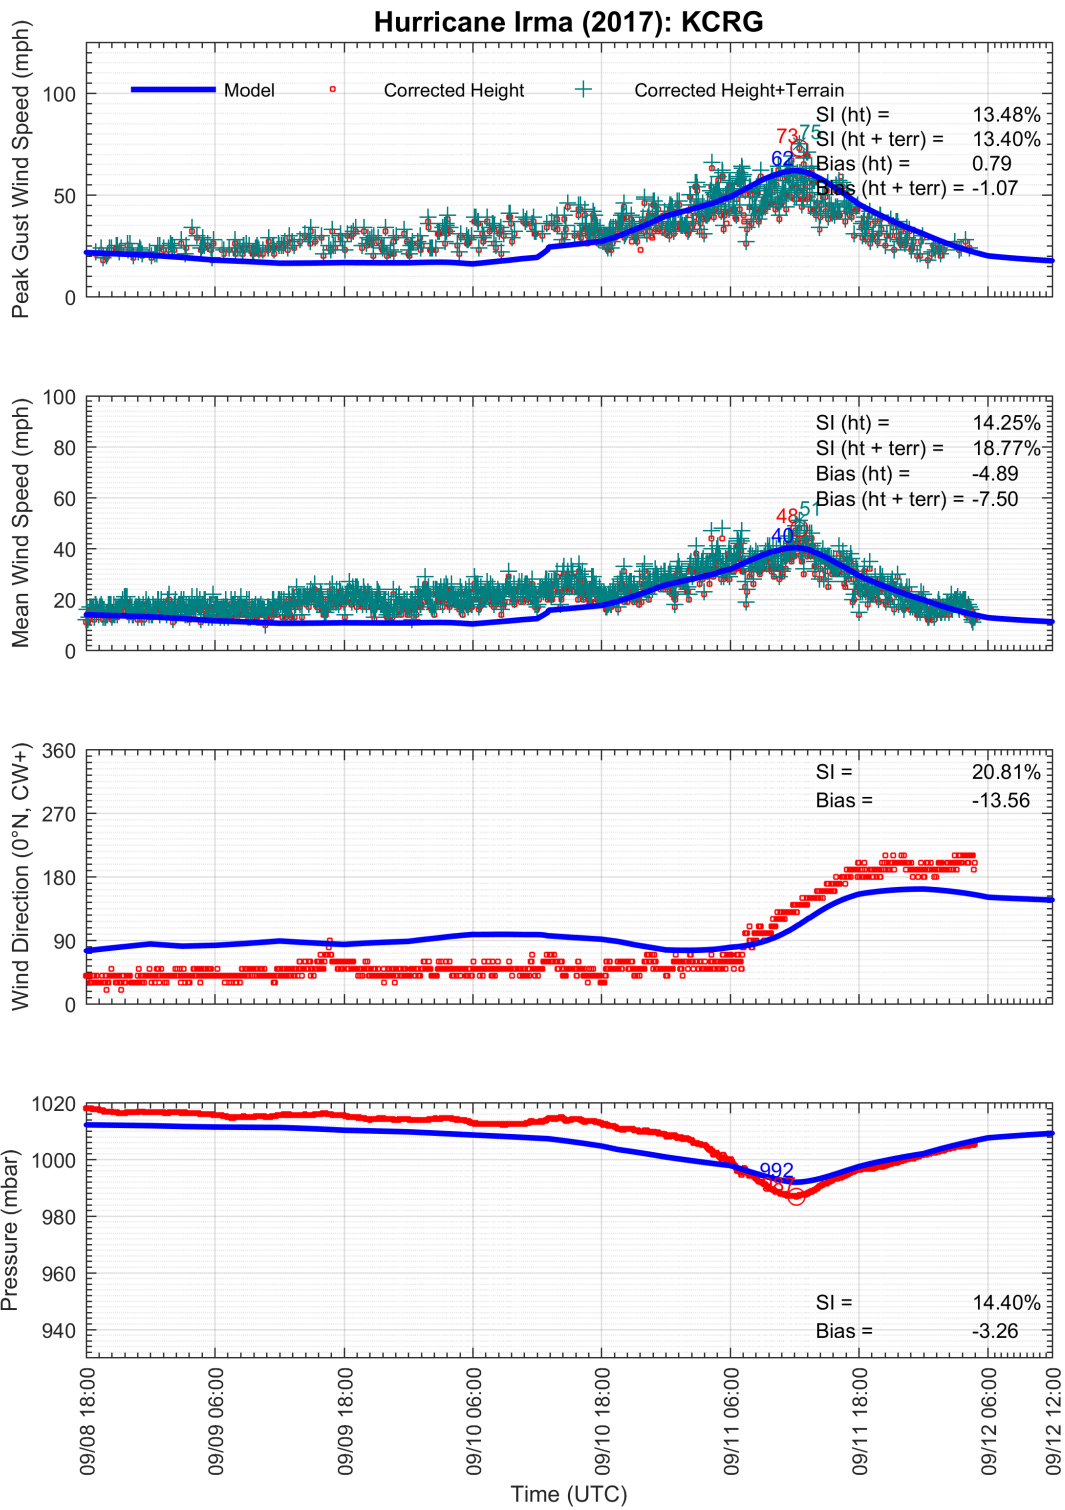 Hurricane Irma (2017): KCRG
Peak Gust Wind Speed (mph)
100
50
0
Model
Corrected Height
Corrected Height+Terrain
SI (ht) = 13.48%
SI (ht + terr) = 13.40%
Bias (ht) = 0.79
Bias (ht + terr) = -1.07
73
75
62
Mean Wind Speed (mph)
100
80
60
40
20
0
SI (ht) = 14.25%
SI (ht + terr) = 18.77%
Bias (ht) = -4.89
Bias (ht + terr) = -7.50
48
51
40
Wind Direction (0°N, CW+)
360
270
180
90
0
SI = 20.81%
Bias = -13.56
Pressure (mbar)
1020
1000
980
960
940
992
SI = 14.40%
Bias = -3.26
09/08 18:00
09/09 06:00
09/09 18:00
09/10 06:00
09/10 18:00
09/11 06:00
09/11 18:00
09/12 06:00
09/12 12:00
Time (UTC)